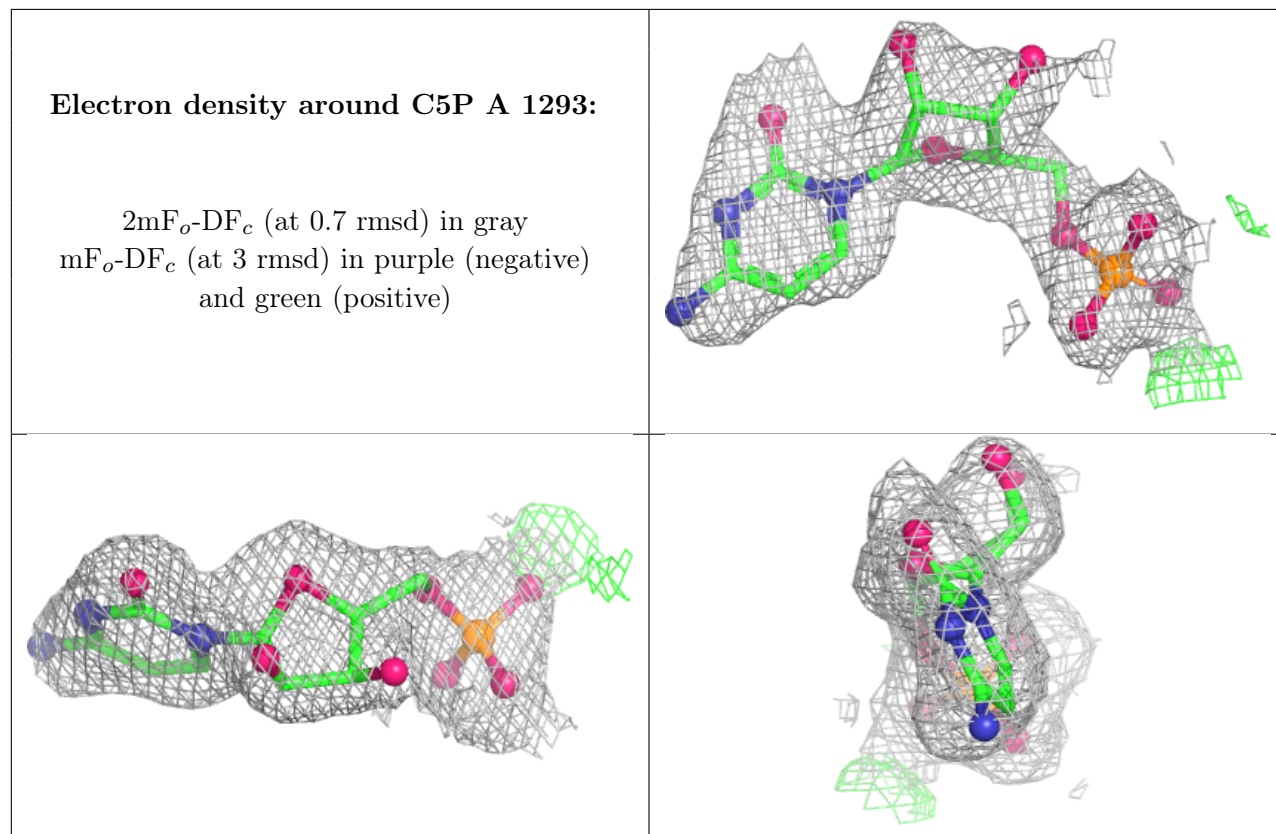 Electron density around C5P A 1293:
2mFo-DFc (at 0.7 rmsd) in gray
mFo-DFc (at 3 rmsd) in purple (negative)
and green (positive)